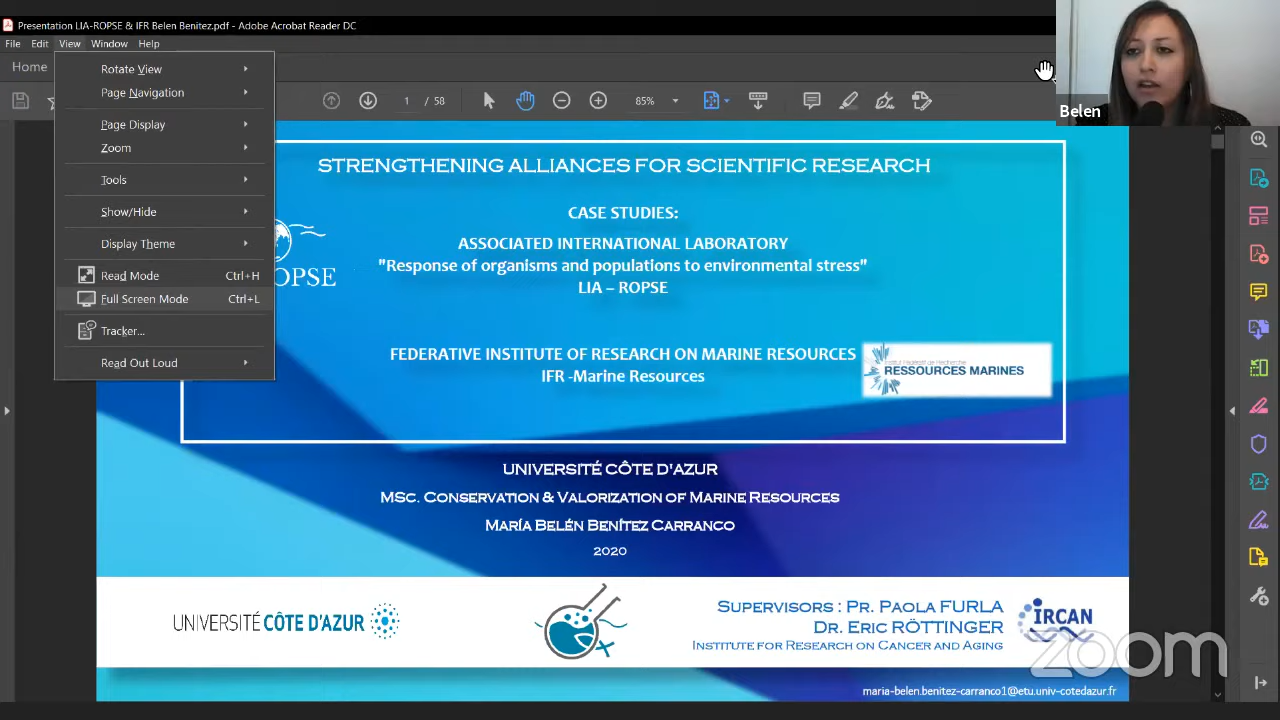 Presentation LIA-ROPSE & IFR Belen Benitez.pdf - Adobe Acrobat Reader DC
File Edit View Window Help
Home
1 / 58
85%
Belen
Rotate View
Page Navigation
Page Display
Zoom
Tools
Show/Hide
Display Theme
Read Mode Ctrl+H
Full Screen Mode Ctrl+L
Tracker...
Read Out Loud
STRENGTHENING ALLIANCES FOR SCIENTIFIC RESEARCH
CASE STUDIES:
ASSOCIATED INTERNATIONAL LABORATORY
"Response of organisms and populations to environmental stress"
LIA – ROPSE
OPSE
FEDERATIVE INSTITUTE OF RESEARCH ON MARINE RESOURCES
IFR -Marine Resources
Institut Fédératif de Recherche
RESSOURCES MARINES
UNIVERSITÉ CÔTE D'AZUR
MSC. CONSERVATION & VALORIZATION OF MARINE RESOURCES
MARÍA BELÉN BENÍTEZ CARRANCO
2020
UNIVERSITÉ CÔTE D'AZUR
SUPERVISORS : PR. PAOLA FURLA
DR. ERIC RÖTTINGER
INSTITUTE FOR RESEARCH ON CANCER AND AGING
IRCAN
zoom
maria-belen.benitez-carranco1@etu.univ-cotedazur.fr